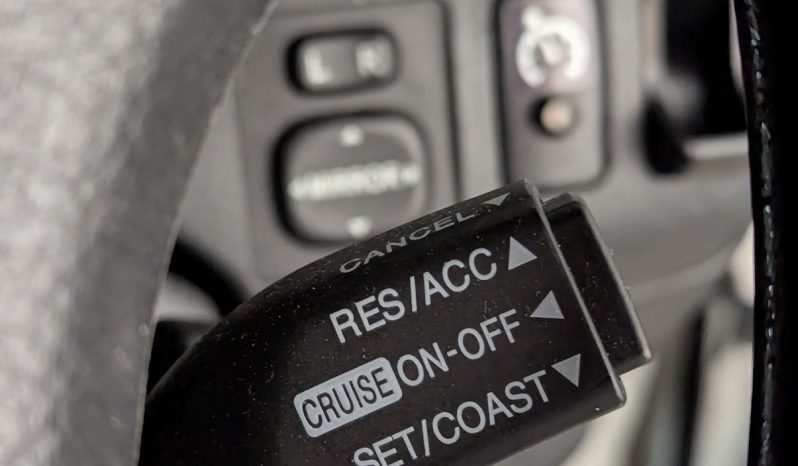 L R
MIRROR
CANCEL ▼
RES/ACC ▲
CRUISE ON-OFF ◀
SET/COAST ▼